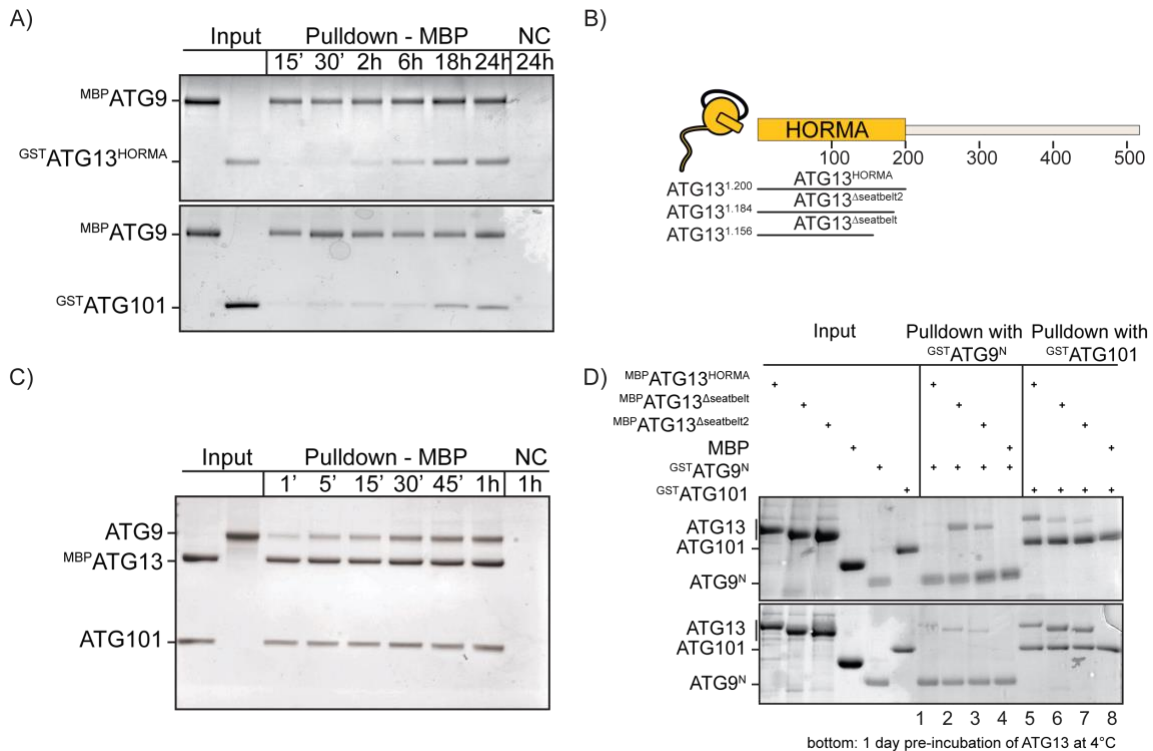 A)
Input Pulldown - MBP NC
15’ 30’ 2h 6h 18h 24h 24h
MBPATG9
GSTATG13HORMA
MBPATG9
GSTATG101
B)
HORMA
100 200 300 400 500
ATG131.200 ATG13HORMA
ATG131.184 ATG13Δseatbelt2
ATG131.156 ATG13Δseatbelt
C)
Input Pulldown - MBP NC
1’ 5’ 15’ 30’ 45’ 1h 1h
ATG9
MBPATG13
ATG101
D)
Input Pulldown with GSTATG9N Pulldown with GSTATG101
MBPATG13HORMA + + +
MBPATG13Δseatbelt + + +
MBPATG13Δseatbelt2 + + +
MBP + + +
GSTATG9N + + + + +
GSTATG101 + + + + +
ATG13
ATG101
ATG9N
ATG13
ATG101
ATG9N
1 2 3 4 5 6 7 8
bottom: 1 day pre-incubation of ATG13 at 4°C